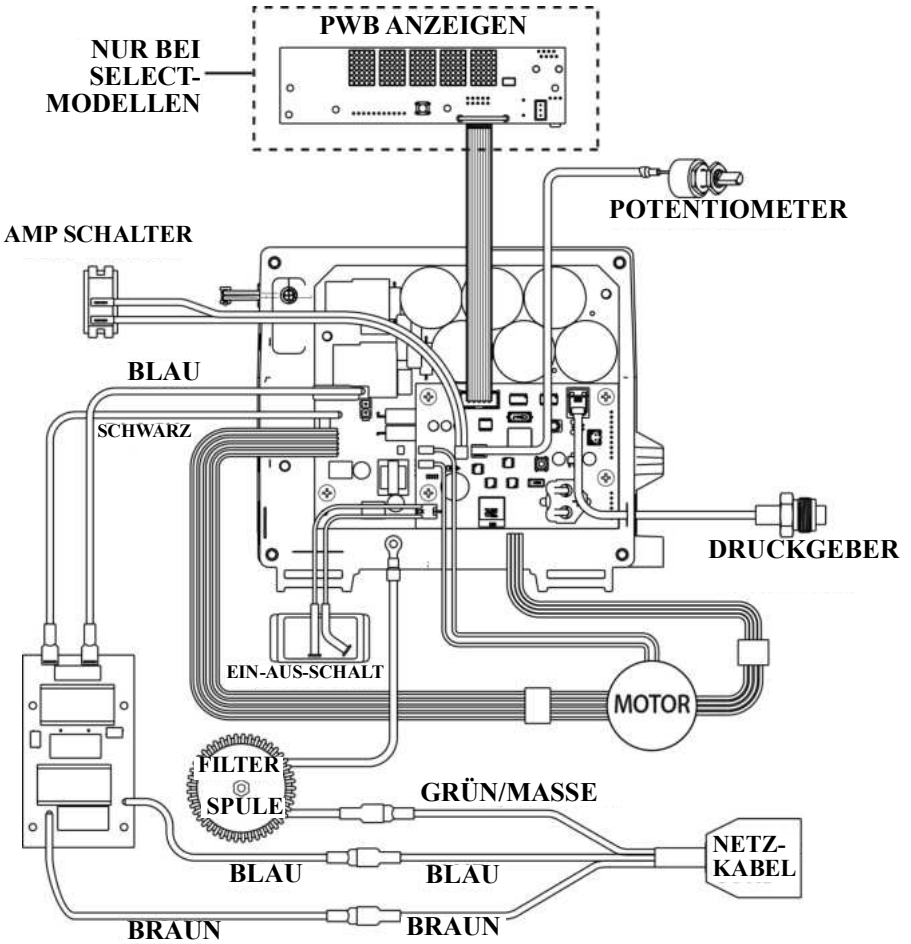 PWB ANZEIGEN
NUR BEI
SELECT-
MODELLEN
POTENTIOMETER
AMP SCHALTER
BLAU
SCHWARZ
DRUCKGEBER
EIN-AUS-SCHALT
MOTOR
FILTER
SPULE
GRÜN/MASSE
NETZ-
KABEL
BLAU
BLAU
BRAUN
BRAUN